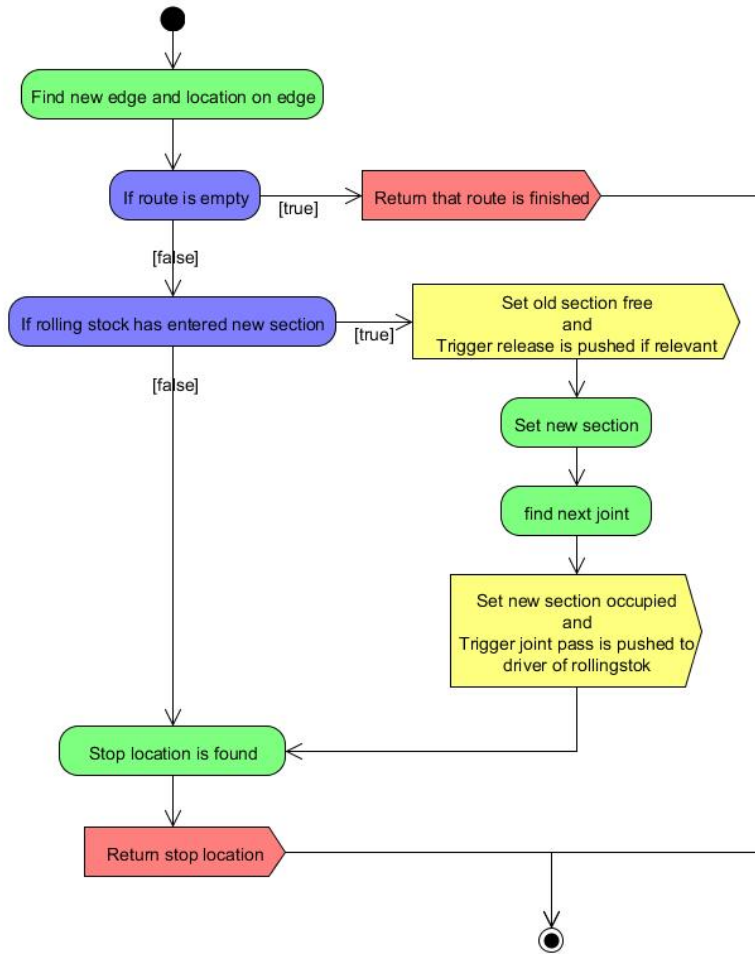 Find new edge and location on edge
If route is empty
[true]
Return that route is finished
[false]
If rolling stock has entered new section
[true]
Set old section free
and
Trigger release is pushed if relevant
[false]
Set new section
find next joint
Set new section occupied
and
Trigger joint pass is pushed to
driver of rollingstok
Stop location is found
Return stop location